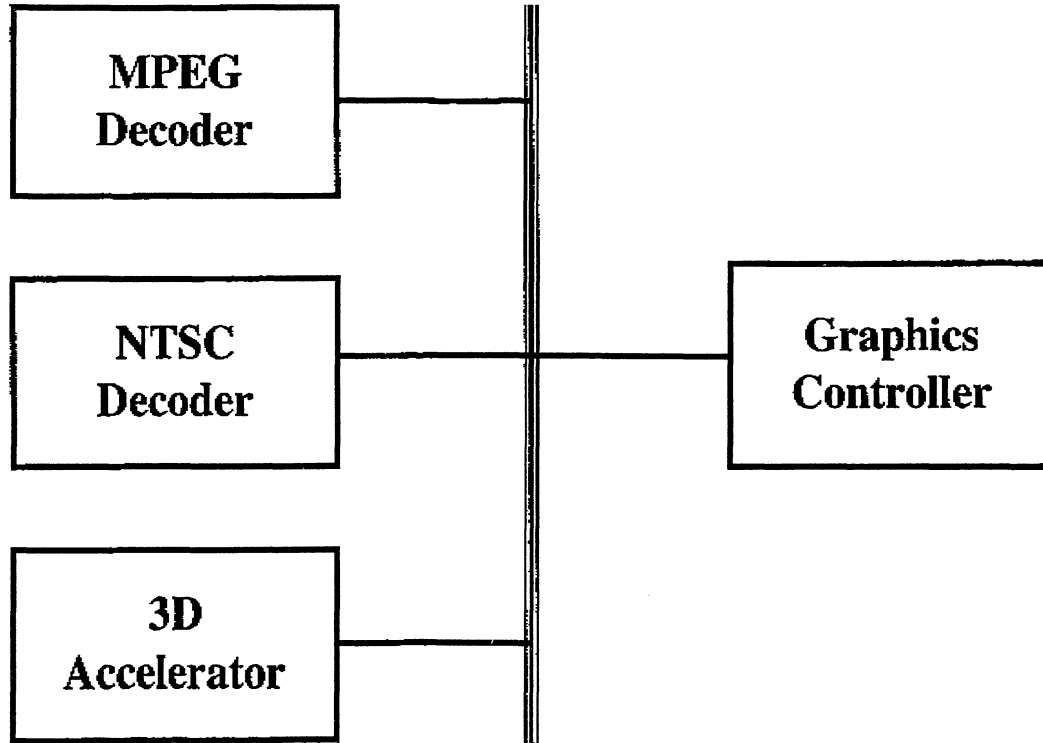 MPEG
Decoder
NTSC
Decoder
Graphics
Controller
3D
Accelerator